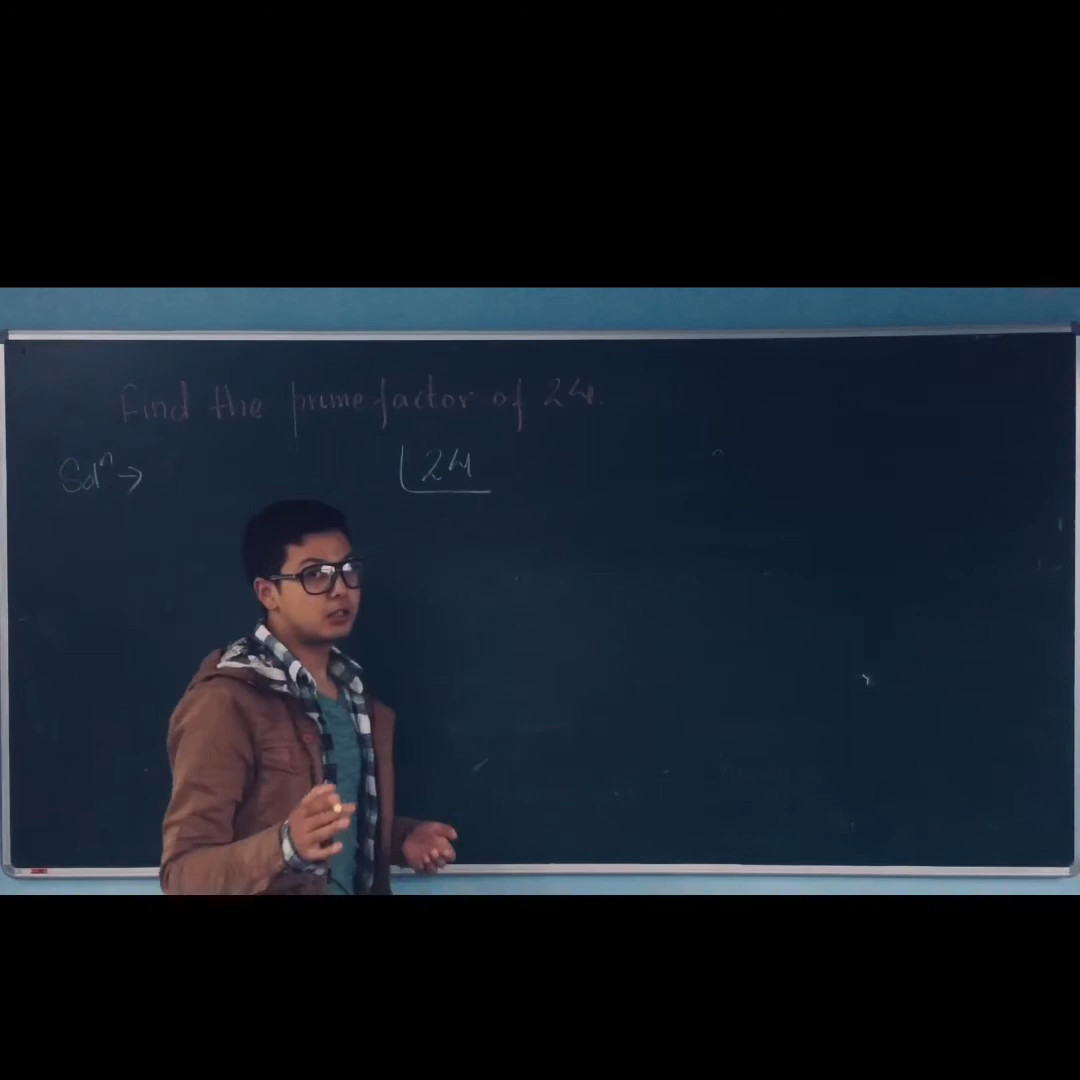 Find the prime factor of 24.
Solⁿ → 24